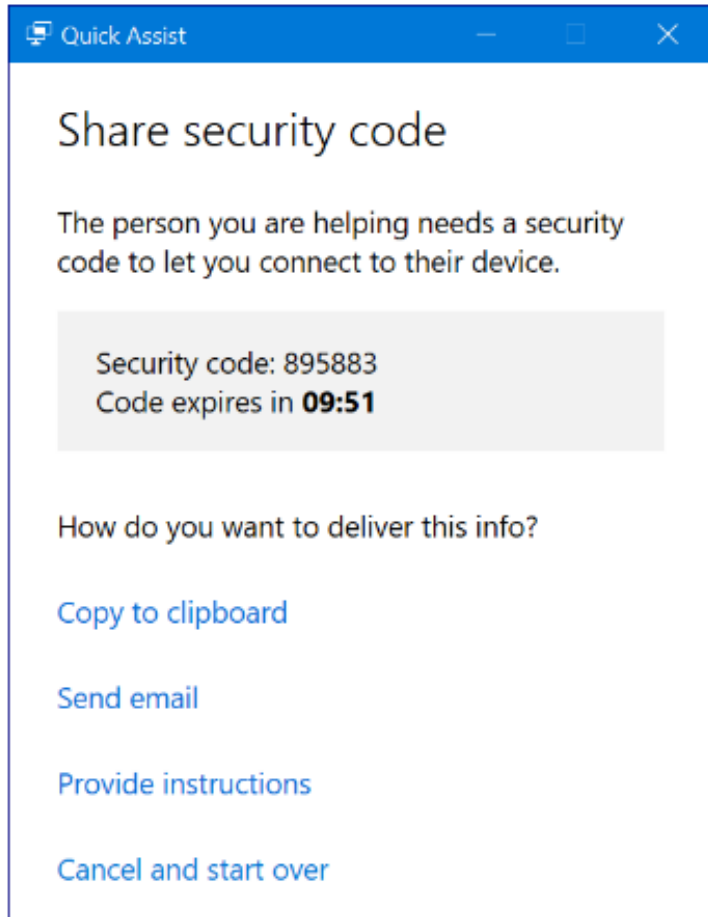 Quick Assist
Share security code
The person you are helping needs a security
code to let you connect to their device.
Security code: 895883
Code expires in 09:51
How do you want to deliver this info?
Copy to clipboard
Send email
Provide instructions
Cancel and start over